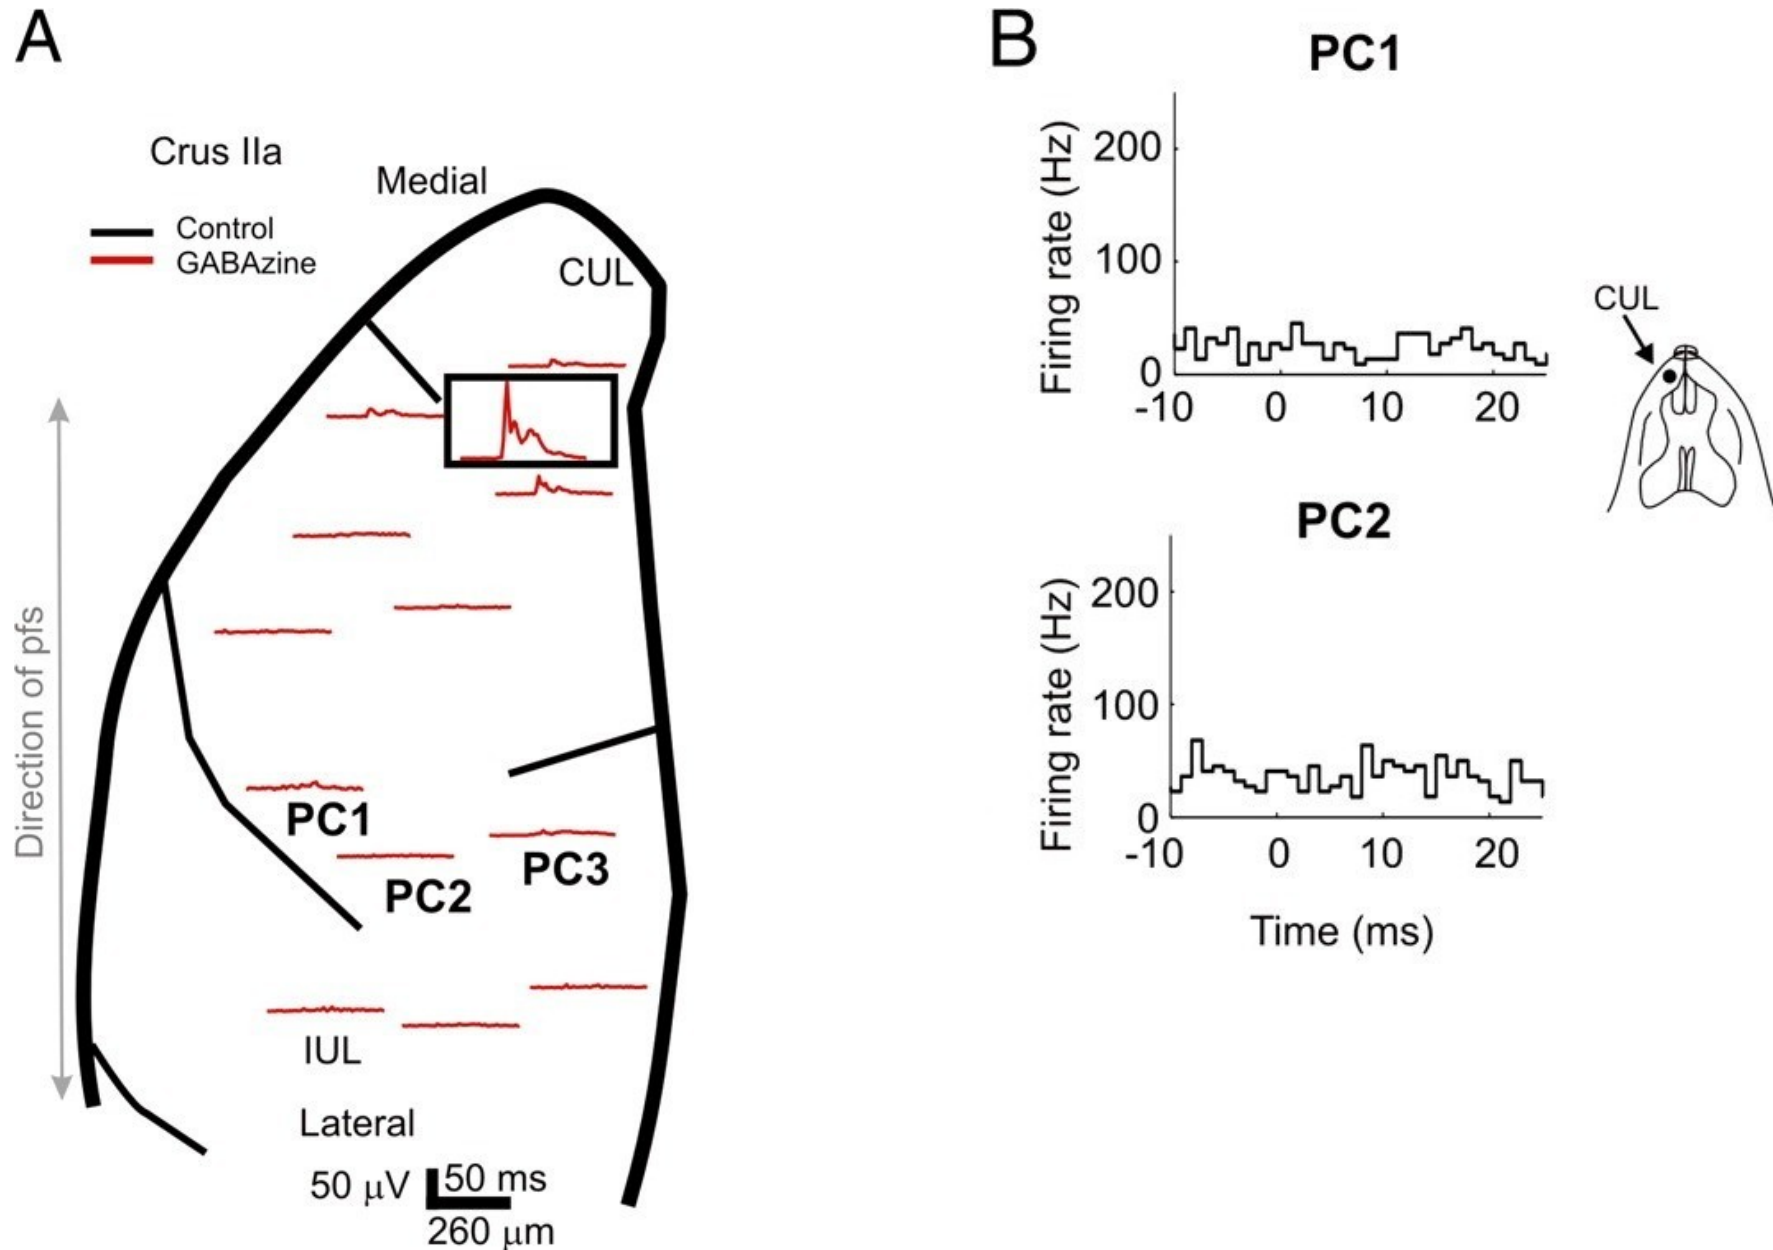 A
Crus IIa
Medial
Control
GABAzine
CUL
Direction of pfs
PC1
PC2
PC3
IUL
Lateral
50 μV
50 ms
260 μm
B
PC1
Firing rate (Hz)
200
100
0
-10 0 10 20
CUL
PC2
Firing rate (Hz)
200
100
0
-10 0 10 20
Time (ms)